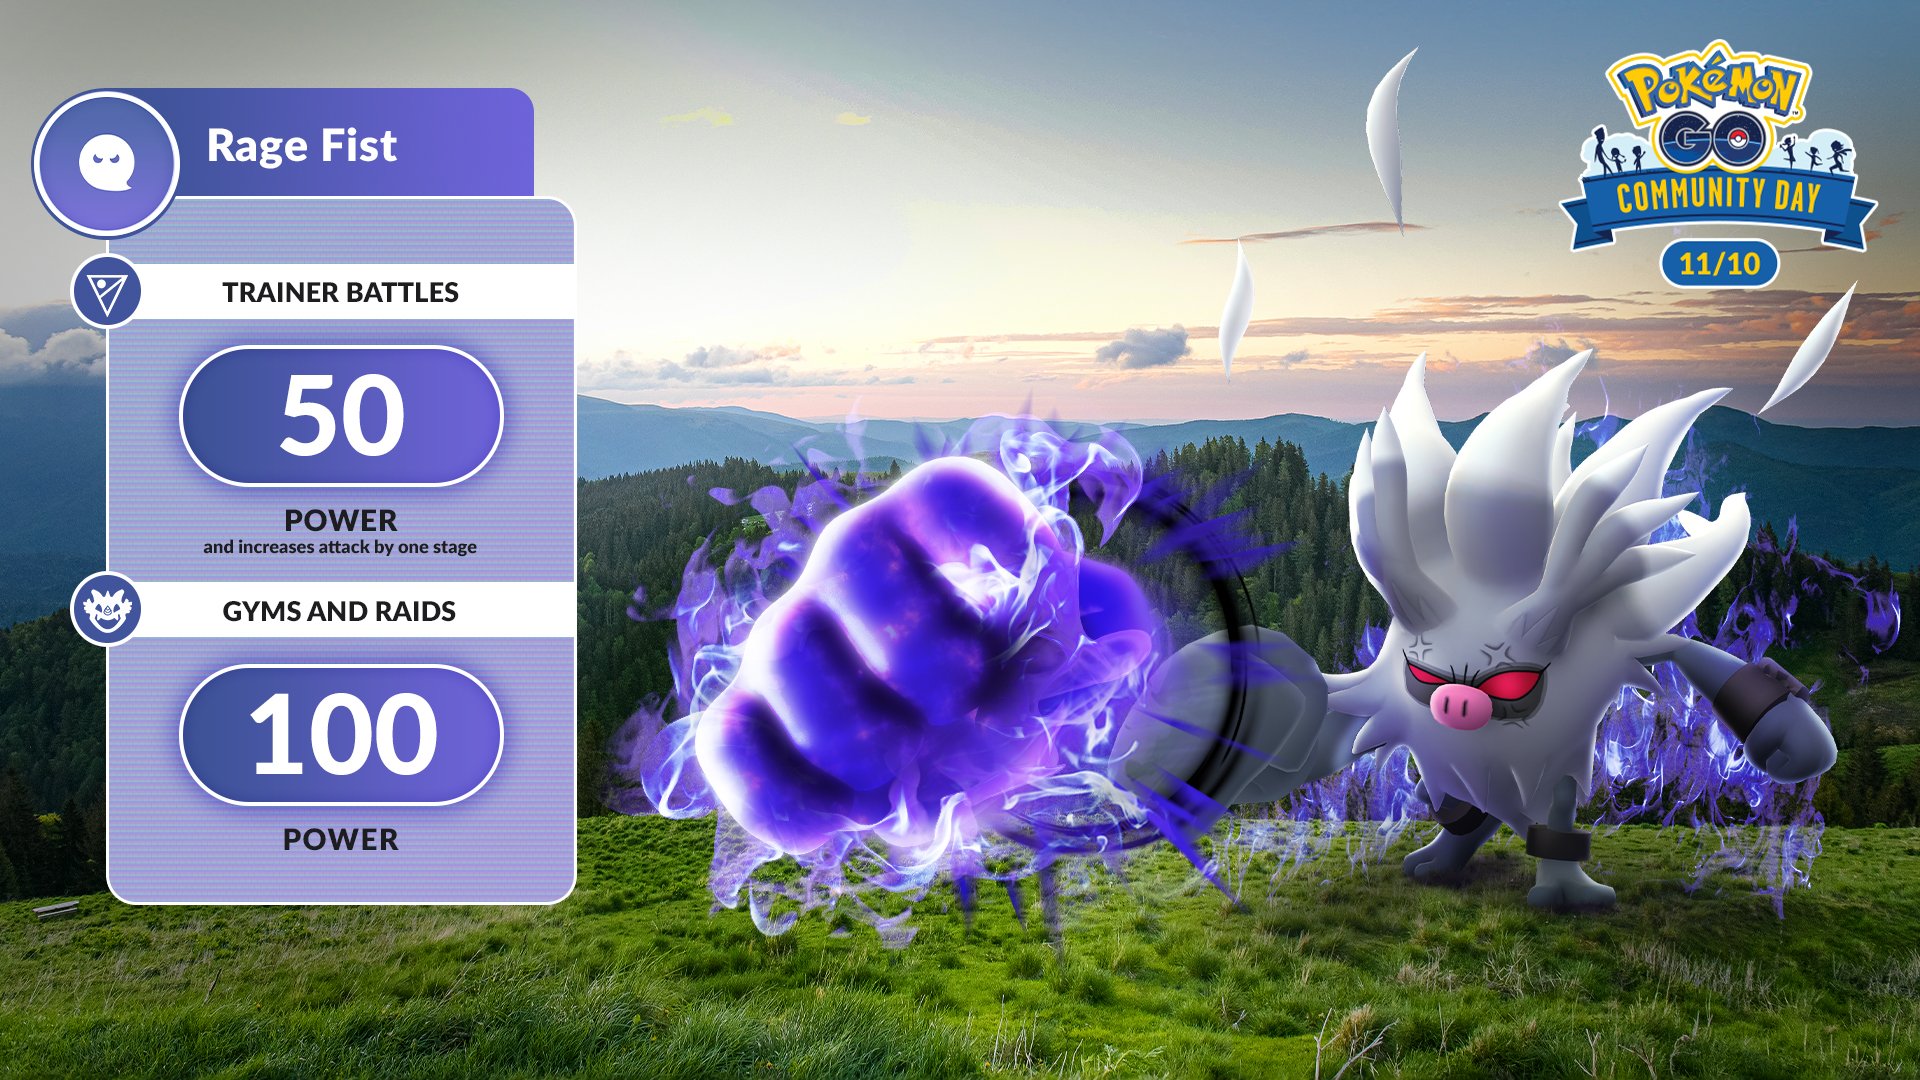 Rage Fist
TRAINER BATTLES
50
POWER
and increases attack by one stage
GYMS AND RAIDS
100
POWER
POKéMON
GO
COMMUNITY DAY
11/10